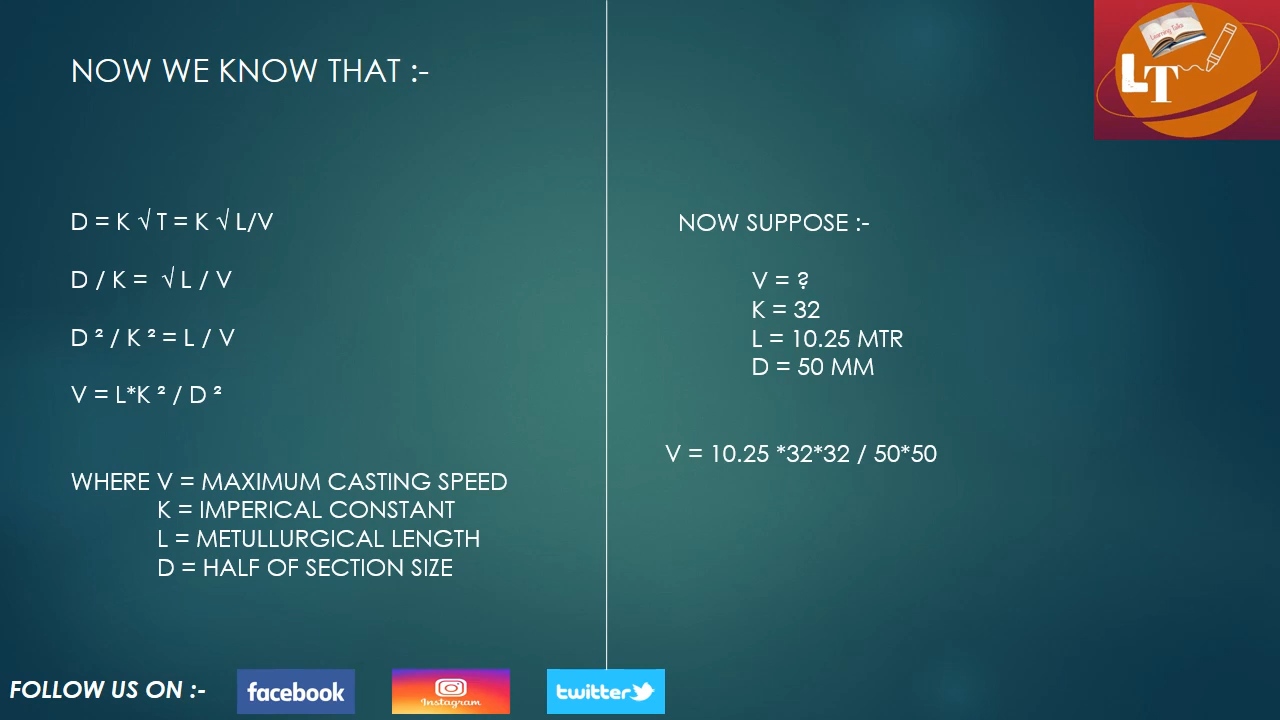 NOW WE KNOW THAT :-
D = K √ T = K √ L/V
D / K = √ L / V
D ² / K ² = L / V
V = L*K ² / D ²
WHERE V = MAXIMUM CASTING SPEED
K = IMPERICAL CONSTANT
L = METULLURGICAL LENGTH
D = HALF OF SECTION SIZE
NOW SUPPOSE :-
V = ?
K = 32
L = 10.25 MTR
D = 50 MM
V = 10.25 *32*32 / 50*50
Learning Talks
LT
FOLLOW US ON :-
facebook
Instagram
twitter